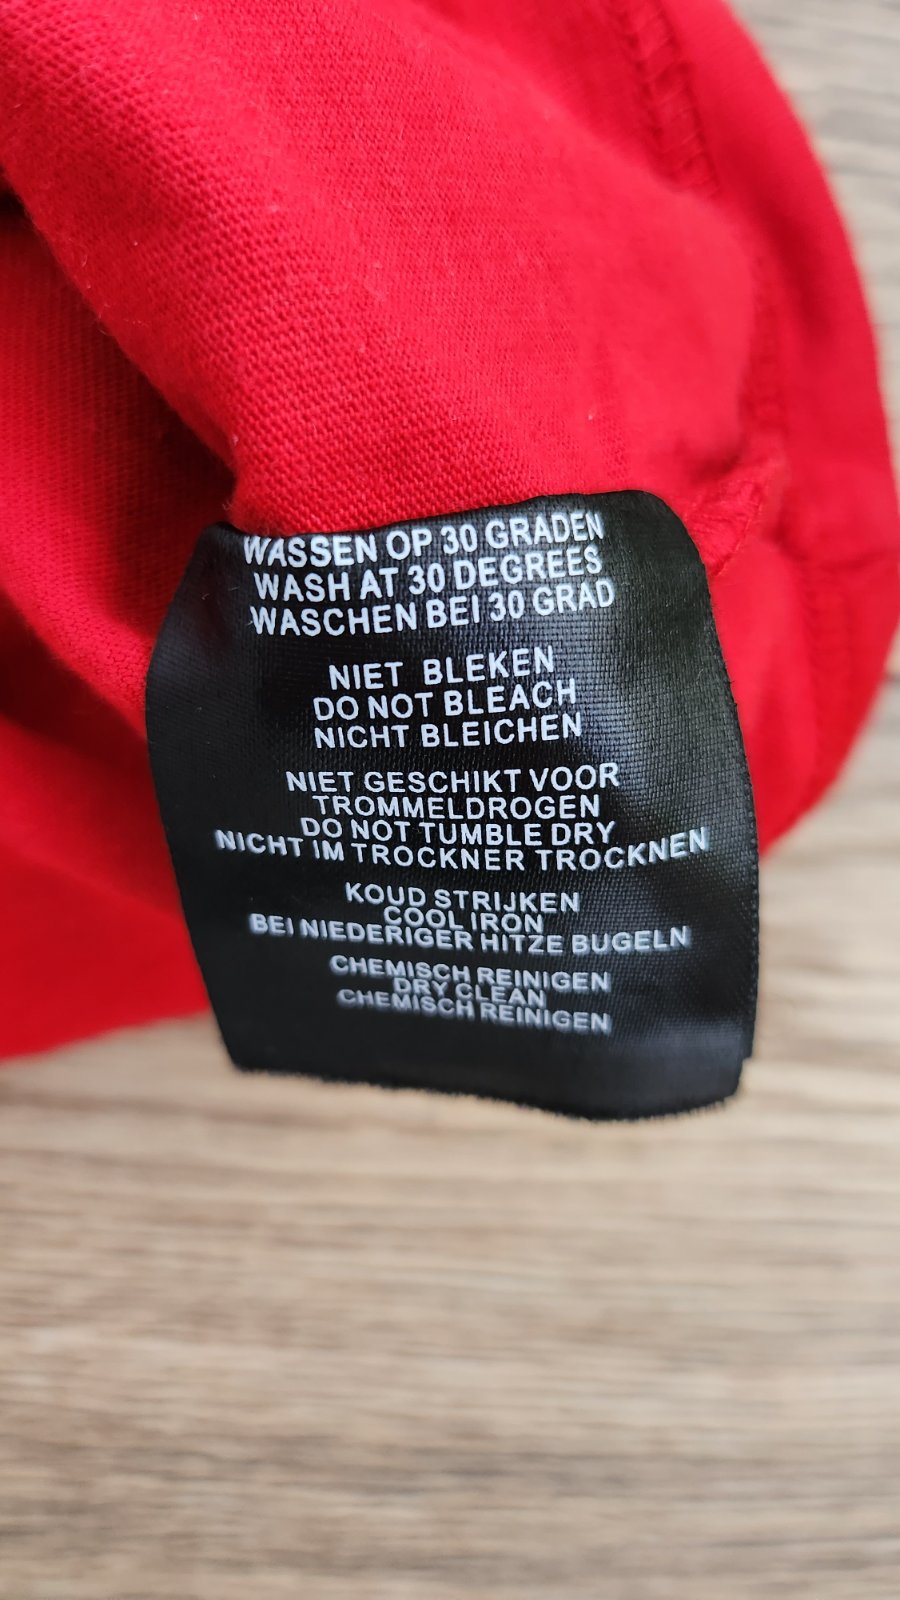 WASSEN OP 30 GRADEN
WASH AT 30 DEGREES
WASCHEN BEI 30 GRAD
NIET BLEKEN
DO NOT BLEACH
NICHT BLEICHEN
NIET GESCHIKT VOOR
TROMMELDROGEN
DO NOT TUMBLE DRY
NICHT IM TROCKNER TROCKNEN
KOUD STRIJKEN
COOL IRON
BEI NIEDERIGER HITZE BUGELN
CHEMISCH REINIGEN
DRY CLEAN
CHEMISCH REINIGEN